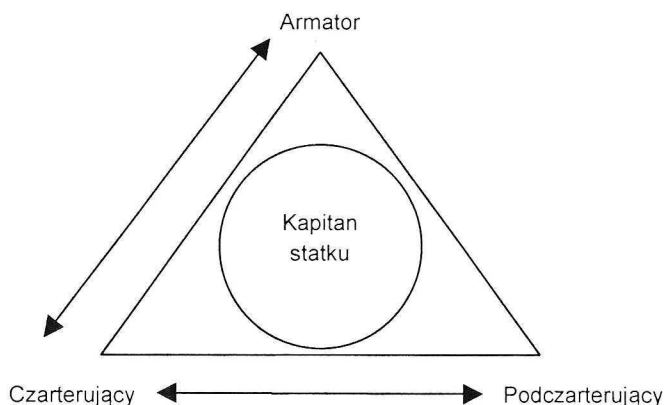 Armator
Kapitan
statku
Czarterujący
Podczarterujący